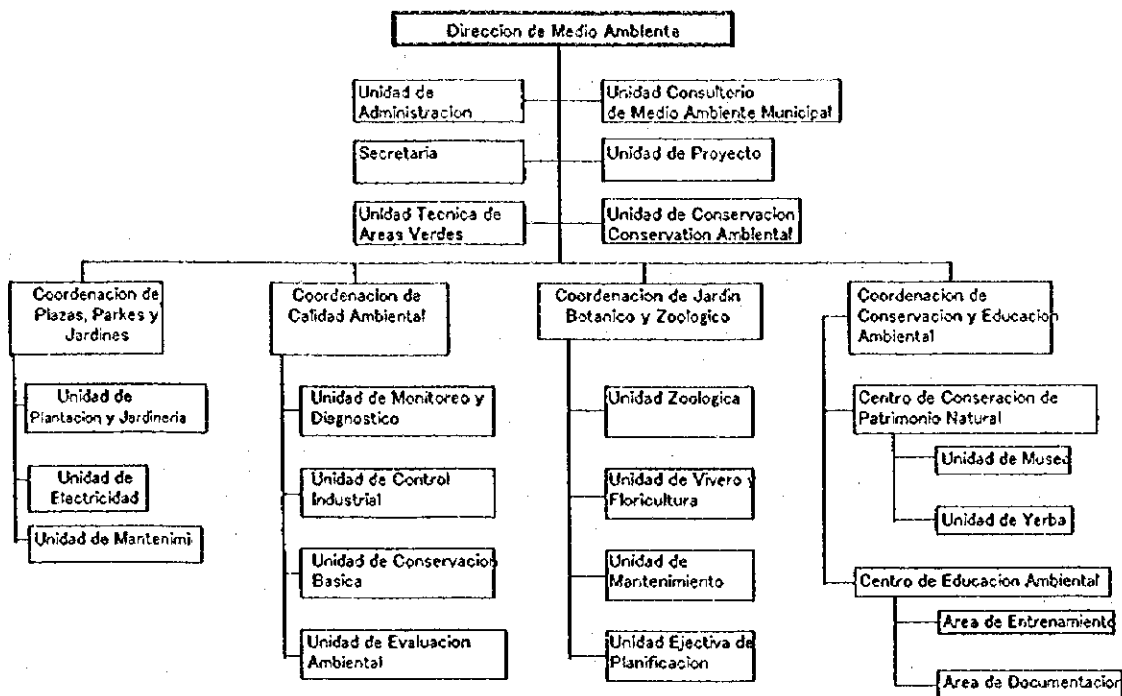 Direccion de Medio Ambiente
Unidad de
Administracion
Unidad Consultorio
de Medio Ambiente Municipal
Secretaria
Unidad de Proyecto
Unidad Tecnica de
Areas Verdes
Unidad de Conservacion
Conservation Ambiental
Coordenacion de
Plazas, Parkes y
Jardines
Unidad de
Plantacion y Jardineria
Unidad de
Electricidad
Unidad de Mantenimi
Coordenacion de
Calidad Ambiental
Unidad de Monitoreo y
Diagnostico
Unidad de Control
Industrial
Unidad de Conservacion
Basica
Unidad de Evaluacion
Ambiental
Coordenacion de Jardin
Botanico y Zoologico
Unidad Zoologica
Unidad de Vivero y
Floricultura
Unidad de
Mantenimiento
Unidad Ejectiva de
Planificacion
Coordenacion de
Conservacion y Educacion
Ambiental
Centro de Conseracion de
Patrimonio Natural
Unidad de Museo
Unidad de Yerba
Centro de Educacion Ambiental
Area de Entrenamiento
Area de Documentacion